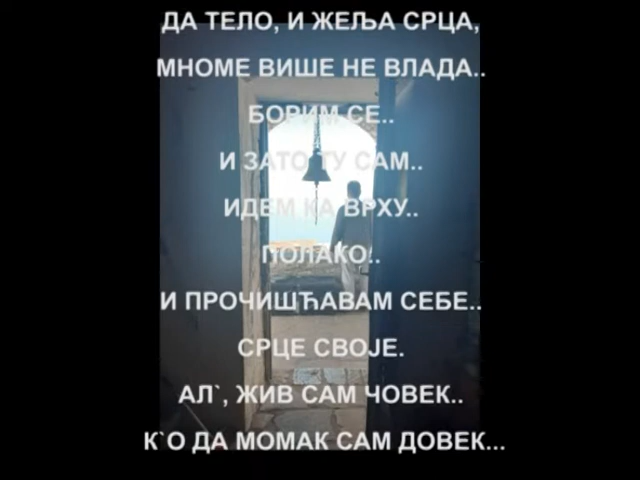 ДА ТЕЛО, И ЖЕЉА СРЦА,
МНОМЕ ВИШЕ НЕ ВЛАДА..
БОРИМ СЕ..
И ЗАТО ТУ САМ..
ИДЕМ КА ВРХУ..
ПОЛАКО..
И ПРОЧИШЋАВАМ СЕБЕ..
СРЦЕ СВОЈЕ.
АЛ`, ЖИВ САМ ЧОВЕК..
К`О ДА МОМАК САМ ДОВЕК...